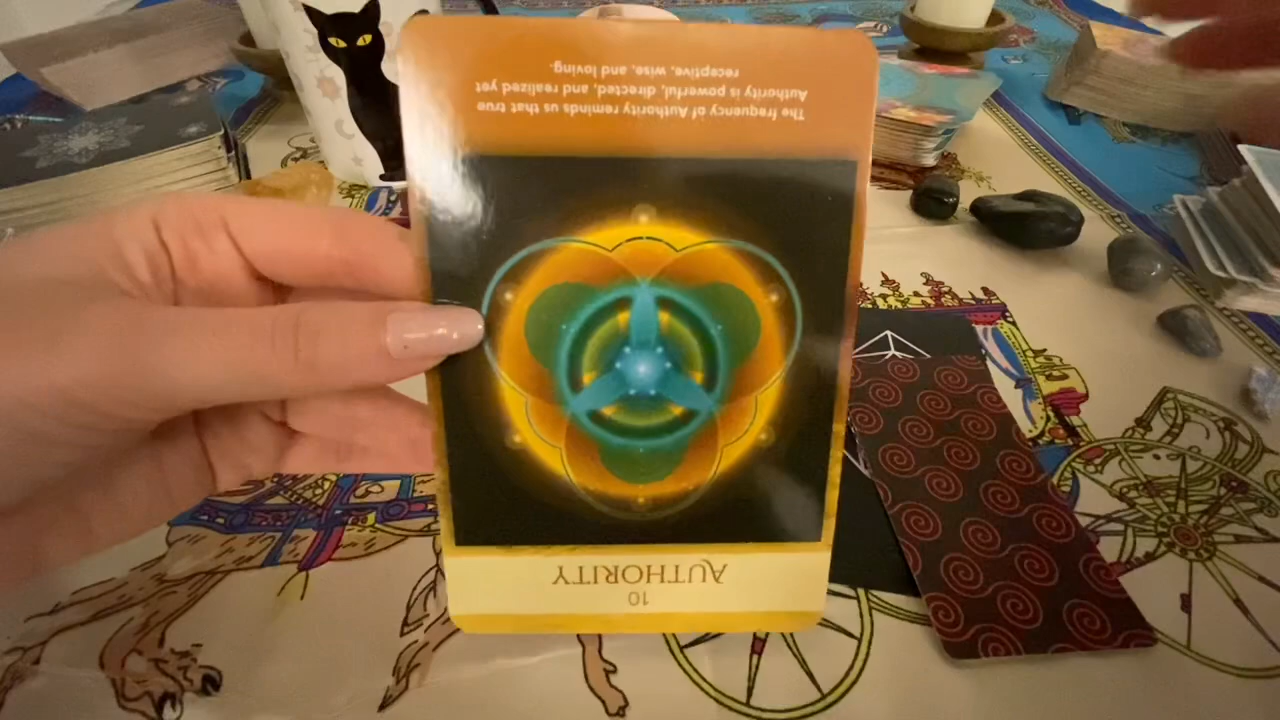 10
AUTHORITY
The frequency of Authority reminds us that true
Authority is powerful, directed, and realized yet
receptive, wise, and loving.